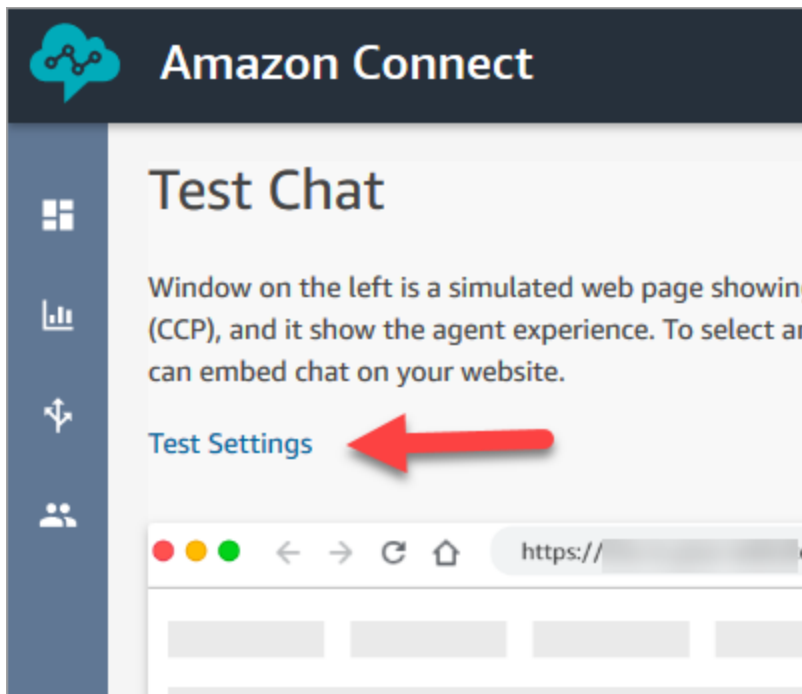 Amazon Connect
Test Chat
Window on the left is a simulated web page showing
(CCP), and it show the agent experience. To select
can embed chat on your website.
Test Settings
https://